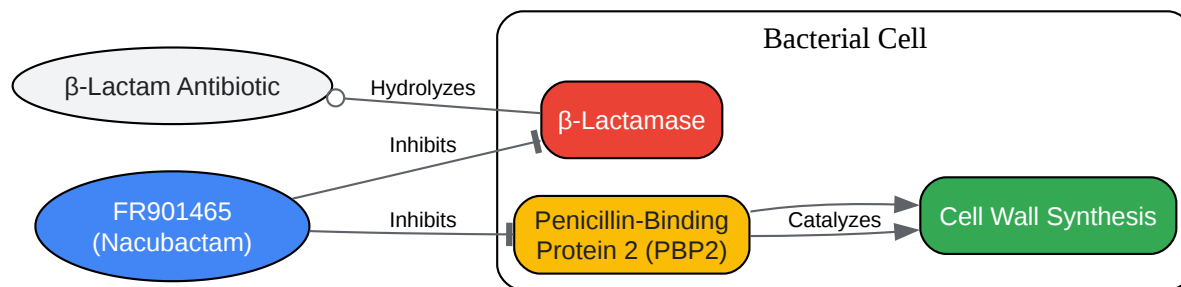 Bacterial Cell
β-Lactam Antibiotic
Hydrolyzes
β-Lactamase
Inhibits
FR901465
(Nacubactam)
Inhibits
Penicillin-Binding
Protein 2 (PBP2)
Catalyzes
Cell Wall Synthesis